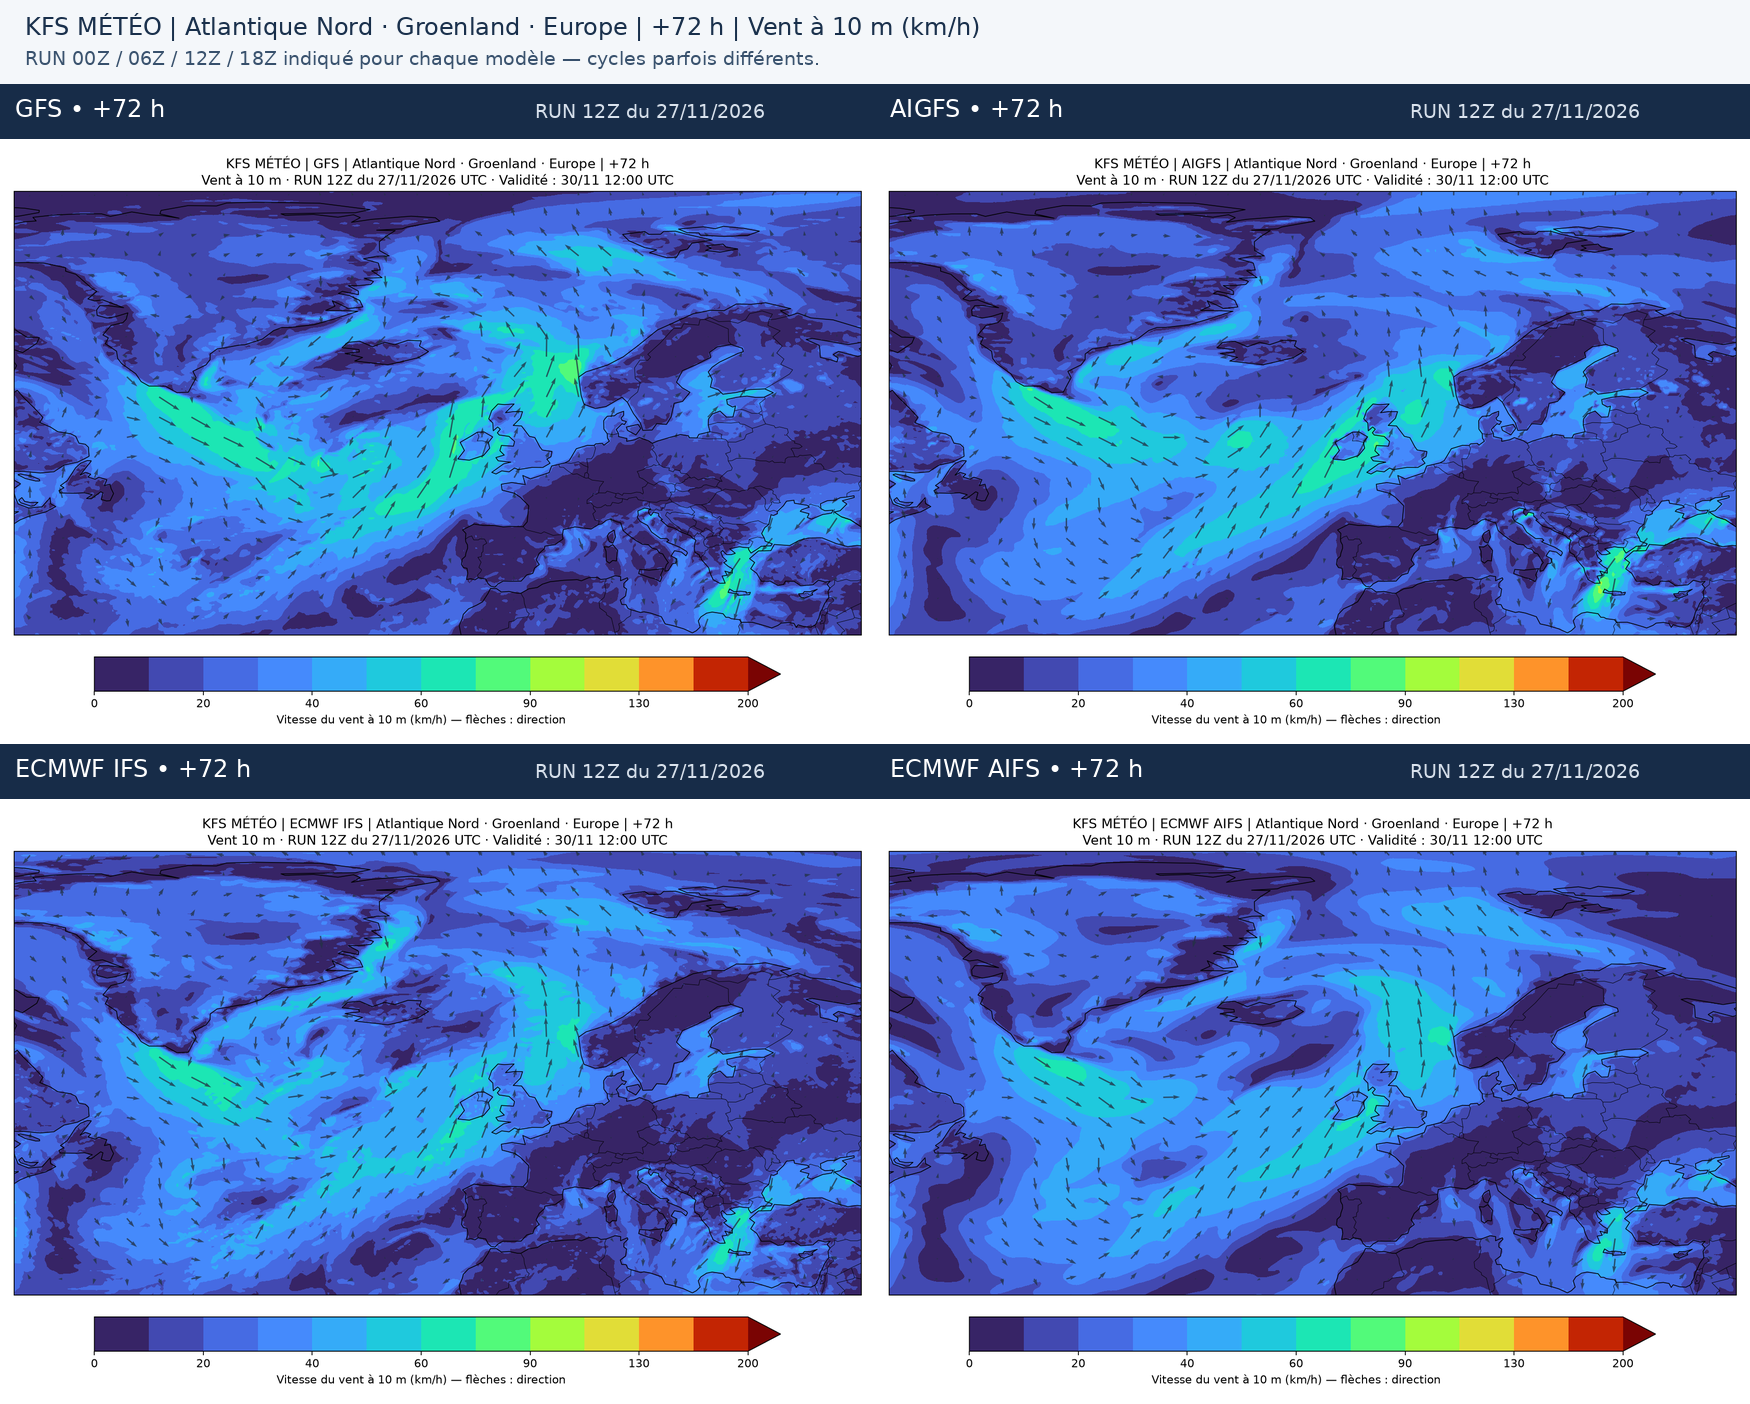 KFS MÉTÉO | Atlantique Nord · Groenland · Europe | +72 h | Vent à 10 m (km/h)
RUN 00Z / 06Z / 12Z / 18Z indiqué pour chaque modèle — cycles parfois différents.
GFS • +72 h
RUN 12Z du 27/11/2026
KFS MÉTÉO | GFS | Atlantique Nord · Groenland · Europe | +72 h
Vent à 10 m · RUN 12Z du 27/11/2026 UTC · Validité : 30/11 12:00 UTC
0 20 40 60 90 130 200
Vitesse du vent à 10 m (km/h) — flèches : direction
AIGFS • +72 h
RUN 12Z du 27/11/2026
KFS MÉTÉO | AIGFS | Atlantique Nord · Groenland · Europe | +72 h
Vent à 10 m · RUN 12Z du 27/11/2026 UTC · Validité : 30/11 12:00 UTC
0 20 40 60 90 130 200
Vitesse du vent à 10 m (km/h) — flèches : direction
ECMWF IFS • +72 h
RUN 12Z du 27/11/2026
KFS MÉTÉO | ECMWF IFS | Atlantique Nord · Groenland · Europe | +72 h
Vent 10 m · RUN 12Z du 27/11/2026 UTC · Validité : 30/11 12:00 UTC
0 20 40 60 90 130 200
Vitesse du vent à 10 m (km/h) — flèches : direction
ECMWF AIFS • +72 h
RUN 12Z du 27/11/2026
KFS MÉTÉO | ECMWF AIFS | Atlantique Nord · Groenland · Europe | +72 h
Vent 10 m · RUN 12Z du 27/11/2026 UTC · Validité : 30/11 12:00 UTC
0 20 40 60 90 130 200
Vitesse du vent à 10 m (km/h) — flèches : direction